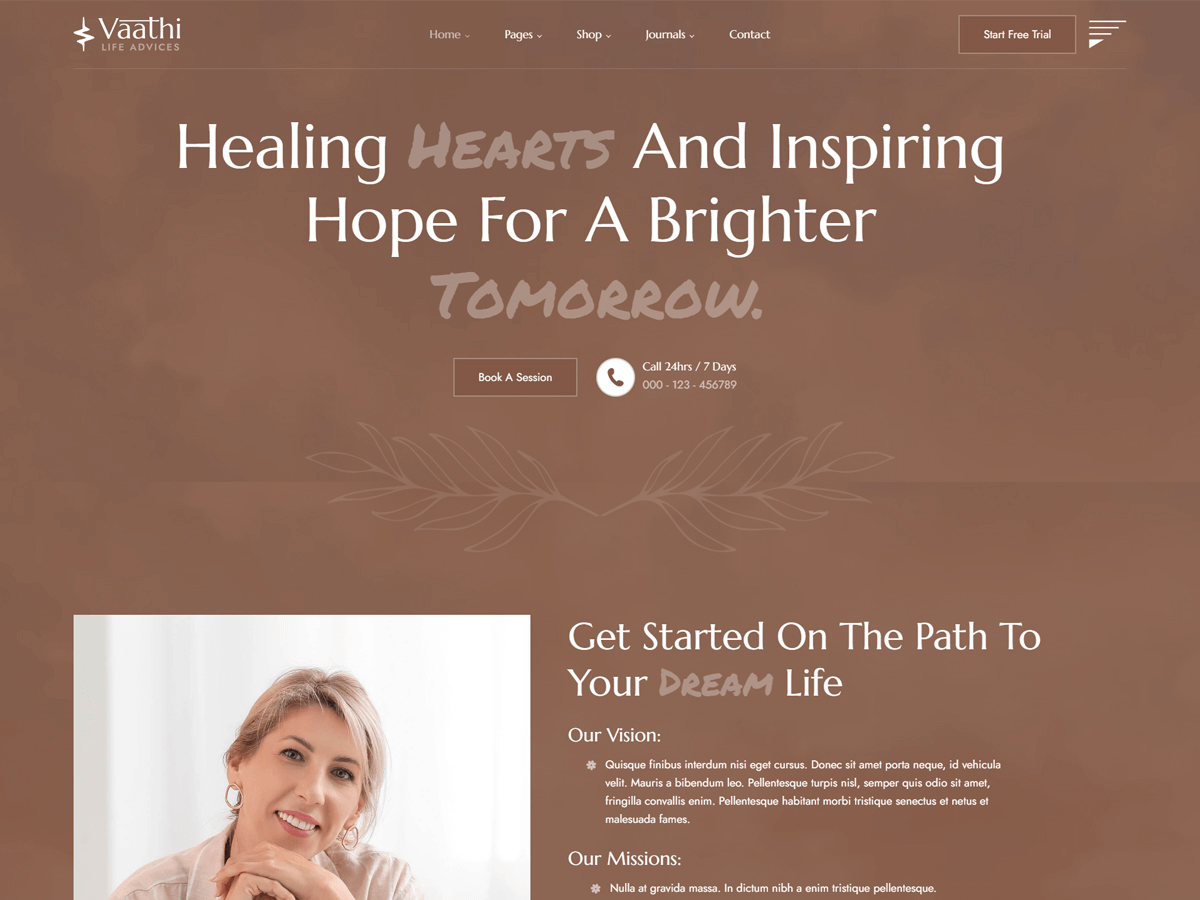 Vaathi
LIFE ADVICES
Home
Pages
Shop
Journals
Contact
Start Free Trial
Healing Hearts And Inspiring
Hope For A Brighter
Tomorrow.
Book A Session
Call 24hrs / 7 Days
000 - 123 - 456789
Get Started On The Path To
Your Dream Life
Our Vision:
Quisque finibus interdum nisi eget cursus. Donec sit amet porta neque, id vehicula
velit. Mauris a bibendum leo. Pellentesque turpis nisl, semper quis odio sit amet,
fringilla convallis enim. Pellentesque habitant morbi tristique senectus et netus et
malesuada fames.
Our Missions:
Nulla at gravida massa. In dictum nibh a enim tristique pellentesque.